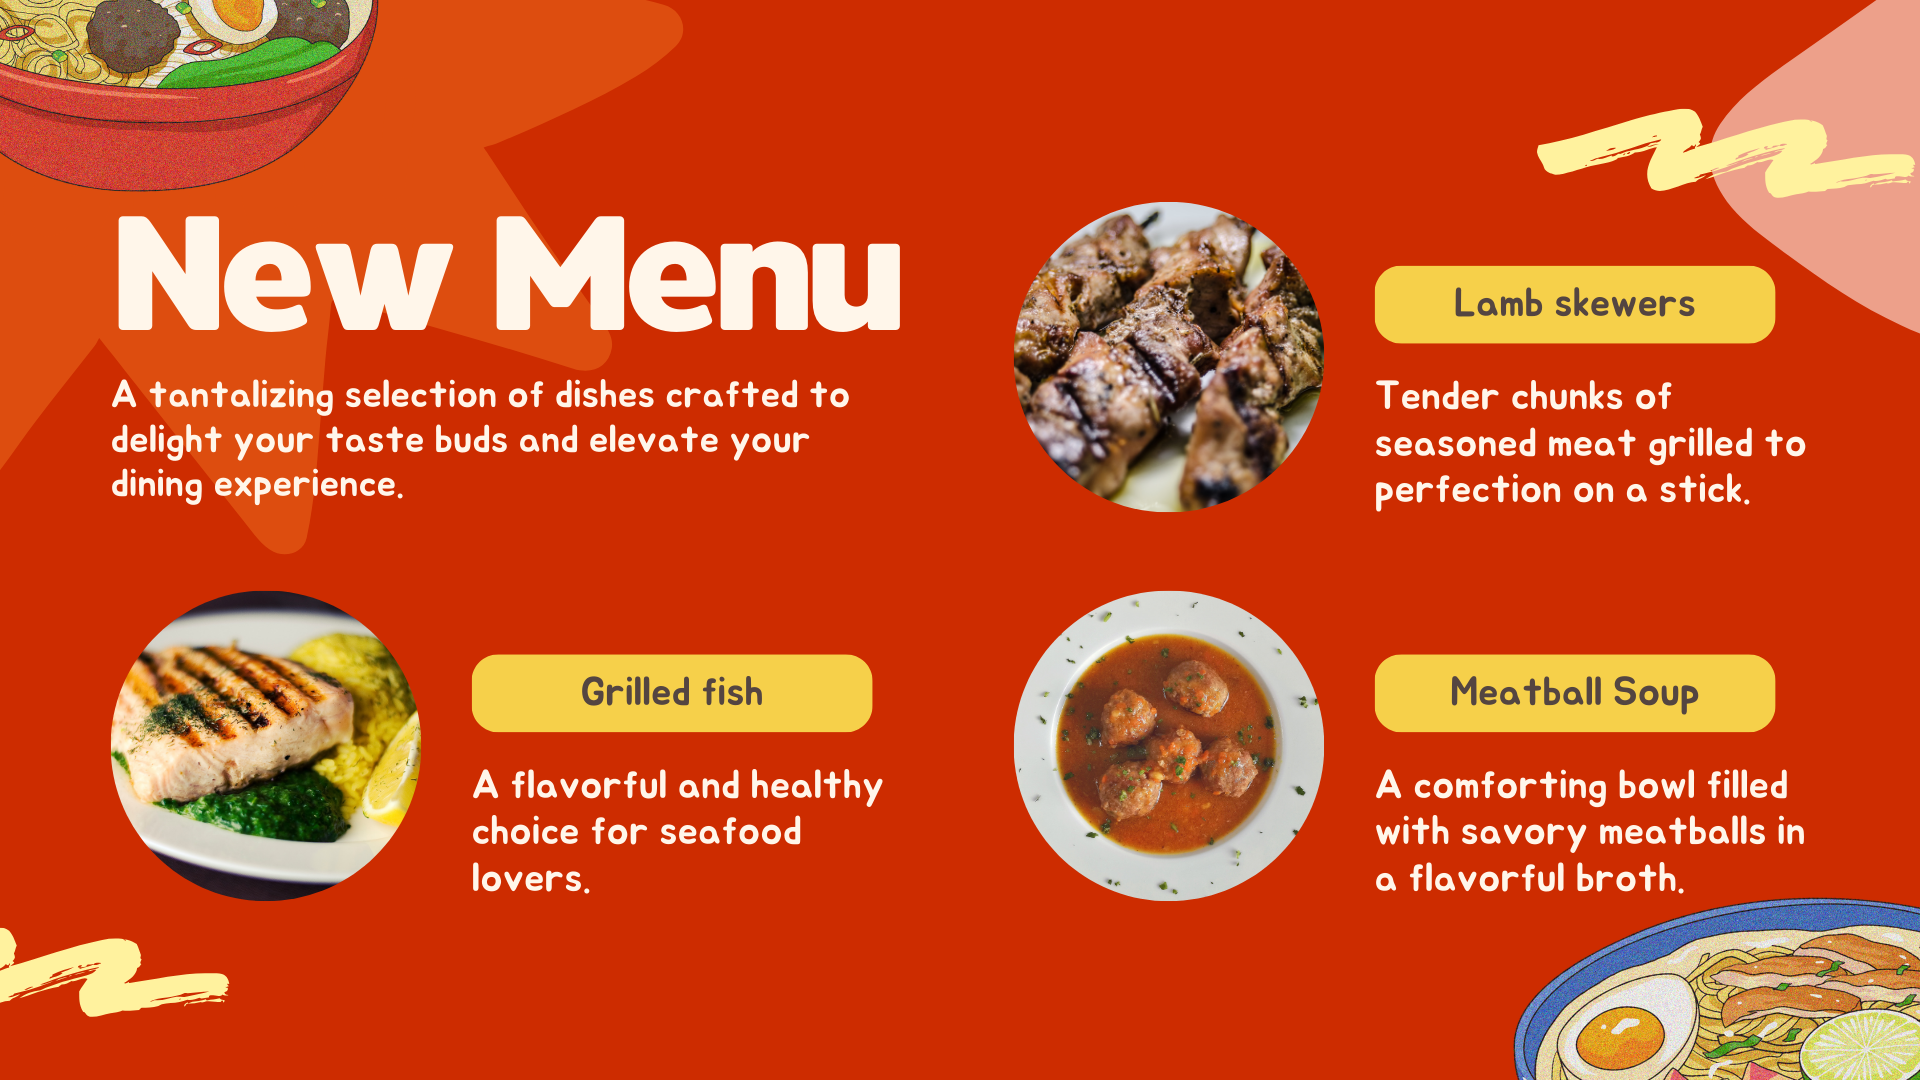 New Menu
A tantalizing selection of dishes crafted to
delight your taste buds and elevate your
dining experience.
Lamb skewers
Tender chunks of
seasoned meat grilled to
perfection on a stick.
Grilled fish
A flavorful and healthy
choice for seafood
lovers.
Meatball Soup
A comforting bowl filled
with savory meatballs in
a flavorful broth.